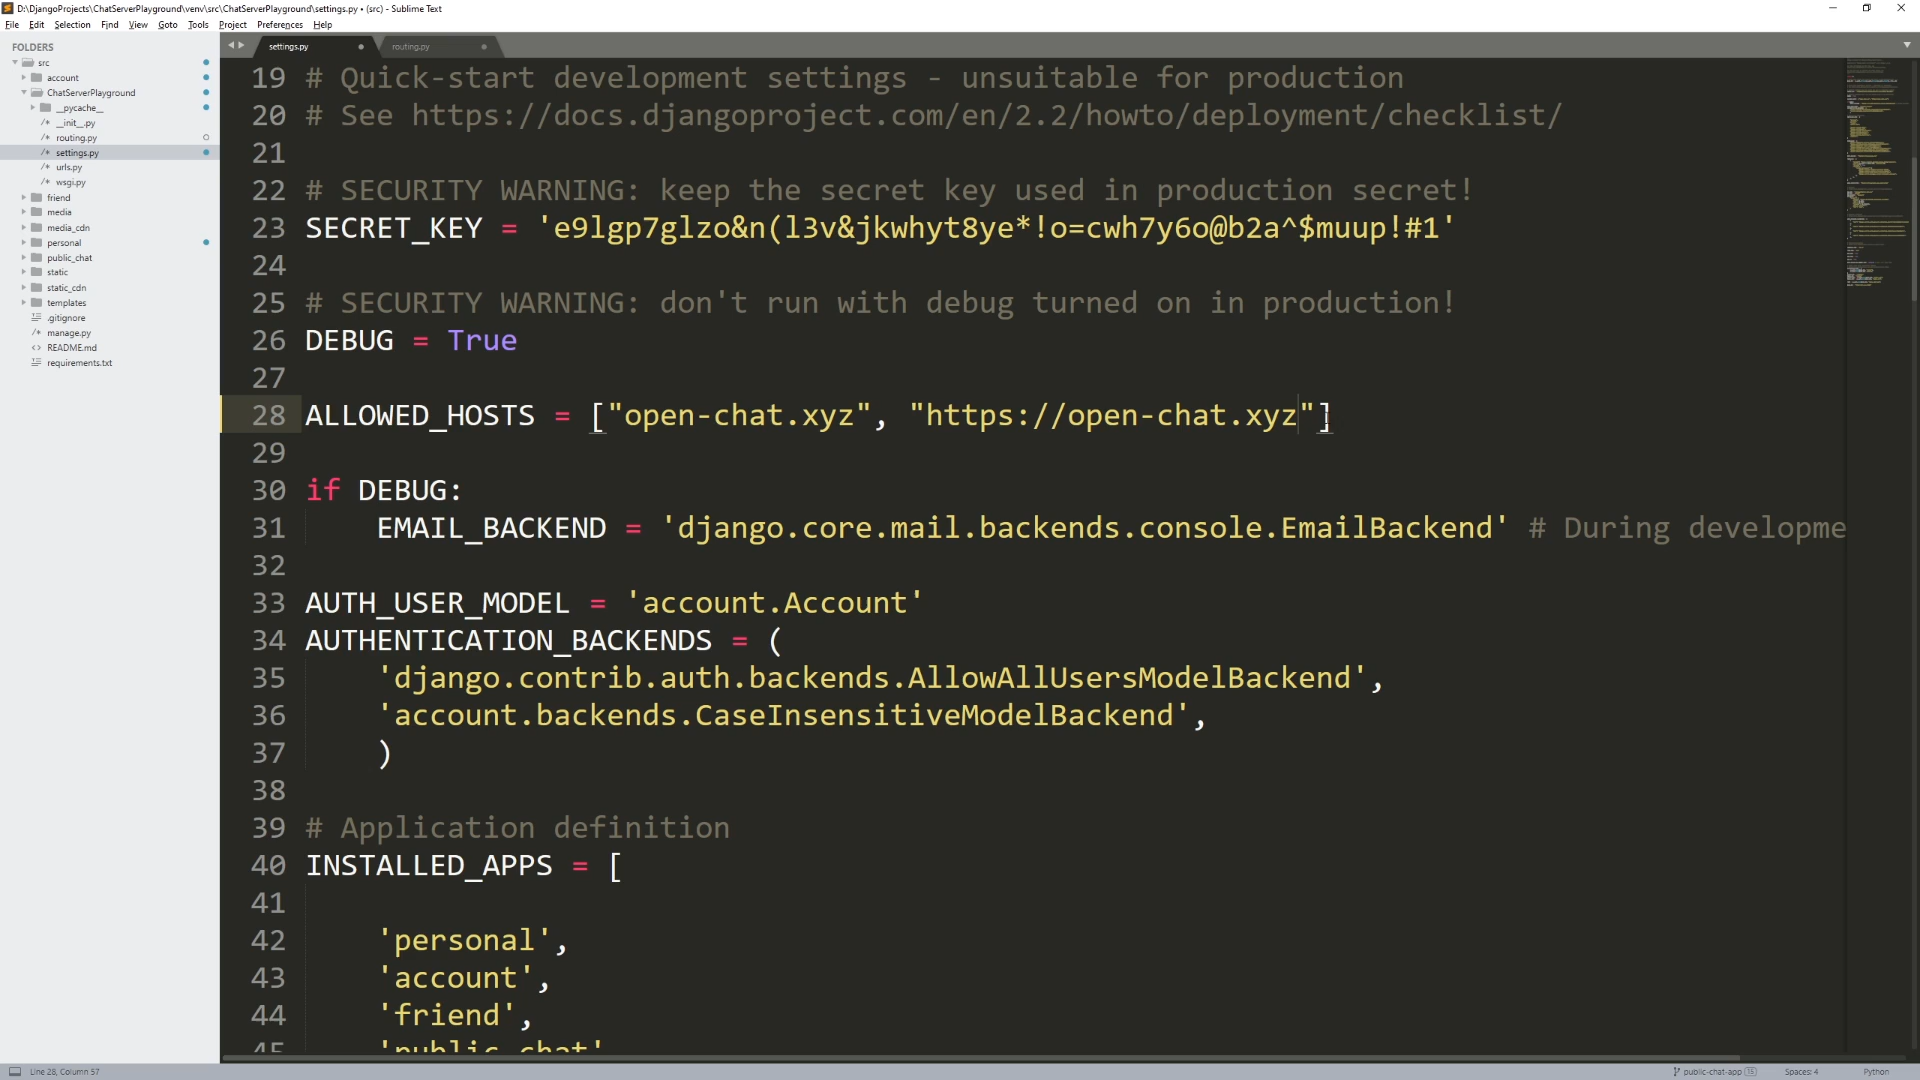 D:\DjangoProjects\ChatServerPlayground\venv\src\ChatServerPlayground\settings.py • (src) - Sublime Text
File Edit Selection Find View Goto Tools Project Preferences Help
FOLDERS
src
account
ChatServerPlayground
__pycache__
__init__.py
routing.py
settings.py
urls.py
wsgi.py
friend
media
media_cdn
personal
public_chat
static
static_cdn
templates
.gitignore
manage.py
README.md
requirements.txt
settings.py routing.py
19 # Quick-start development settings - unsuitable for production
20 # See https://docs.djangoproject.com/en/2.2/howto/deployment/checklist/
21
22 # SECURITY WARNING: keep the secret key used in production secret!
23 SECRET_KEY = 'e9lgp7glzo&n(l3v&jkwhyt8ye*!o=cwh7y6o@b2a^$muup!#1'
24
25 # SECURITY WARNING: don't run with debug turned on in production!
26 DEBUG = True
27
28 ALLOWED_HOSTS = ["open-chat.xyz", "https://open-chat.xyz"]
29
30 if DEBUG:
31 EMAIL_BACKEND = 'django.core.mail.backends.console.EmailBackend' # During developme
32
33 AUTH_USER_MODEL = 'account.Account'
34 AUTHENTICATION_BACKENDS = (
35 'django.contrib.auth.backends.AllowAllUsersModelBackend',
36 'account.backends.CaseInsensitiveModelBackend',
37 )
38
39 # Application definition
40 INSTALLED_APPS = [
41
42 'personal',
43 'account',
44 'friend',
45 'public_chat'
Line 28, Column 57
public-chat-app 15 Spaces: 4 Python